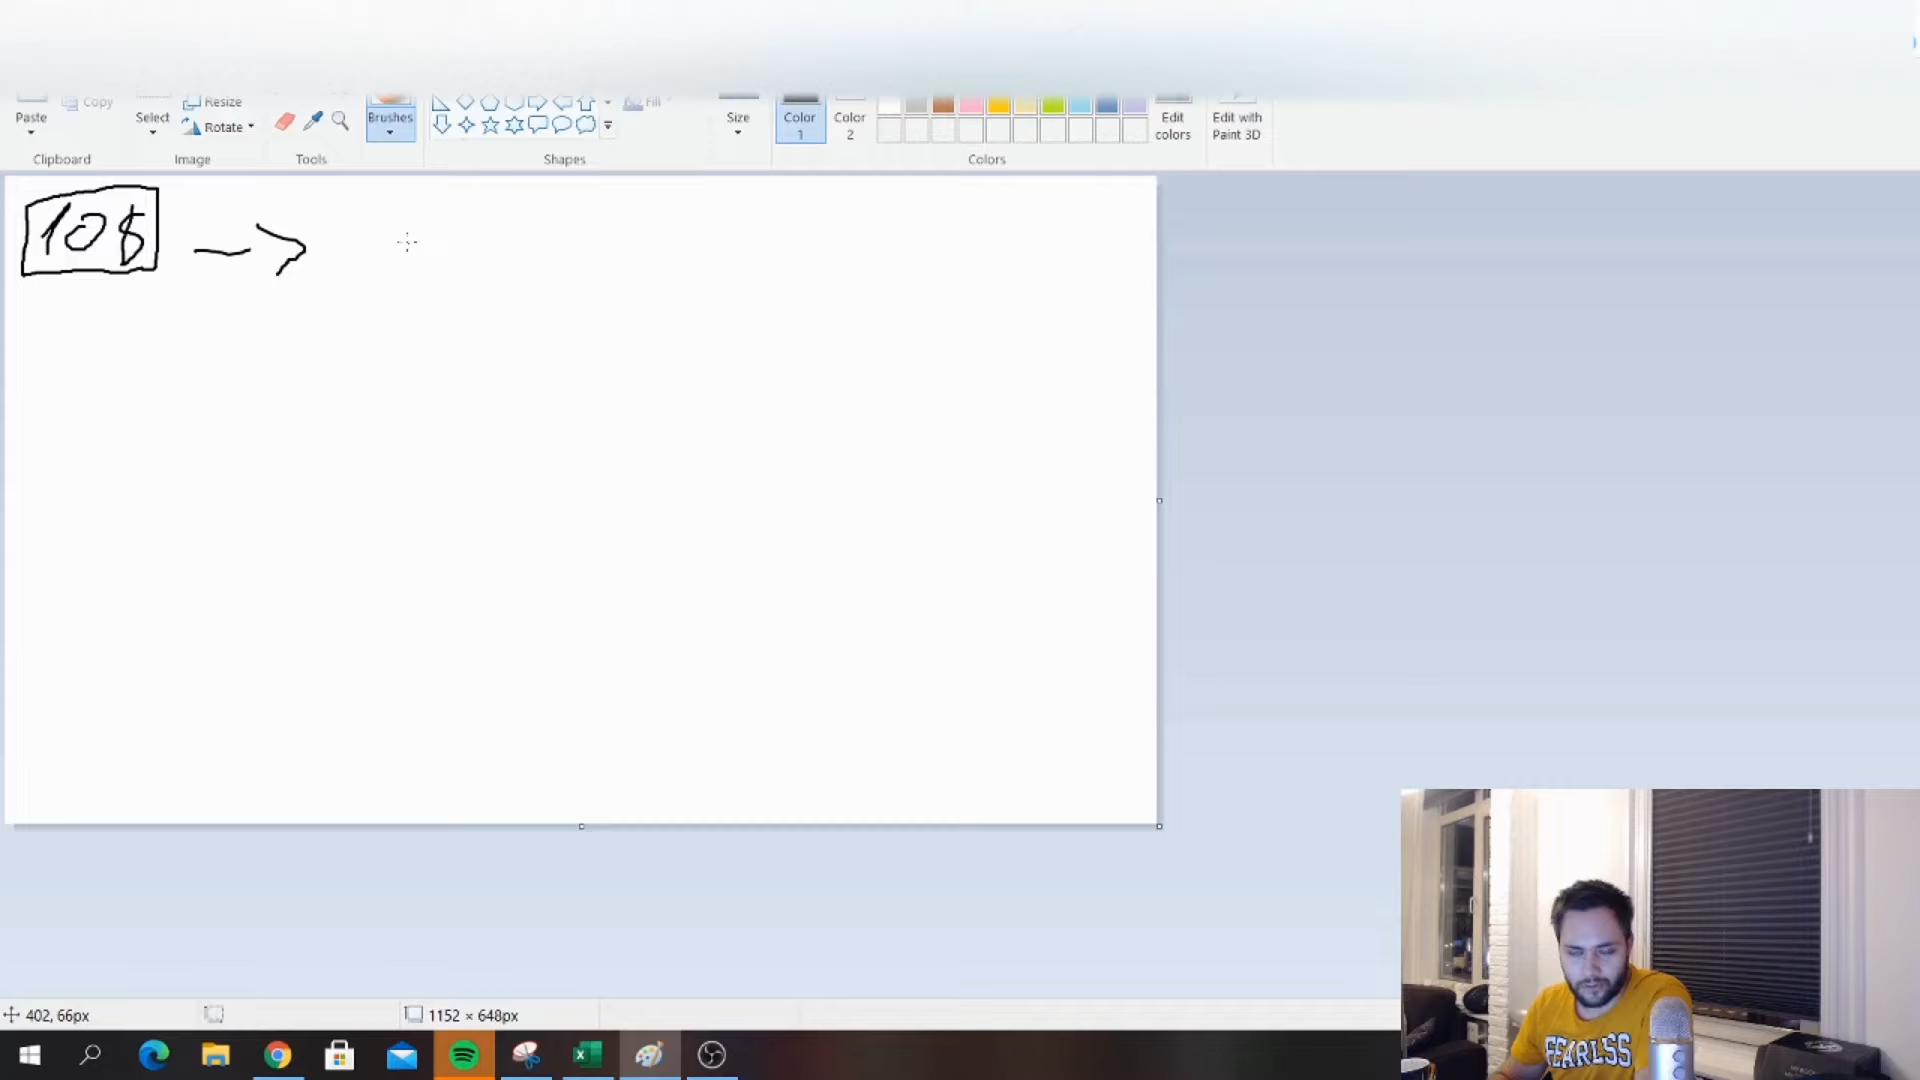 Copy
Resize
Paste
Select
Rotate
Brushes
Fill
Size
Color
1
Color
2
Edit
colors
Edit with
Paint 3D
Clipboard
Image
Tools
Shapes
Colors
10$ ->
402, 66px
1152 × 648px
FEARLSS